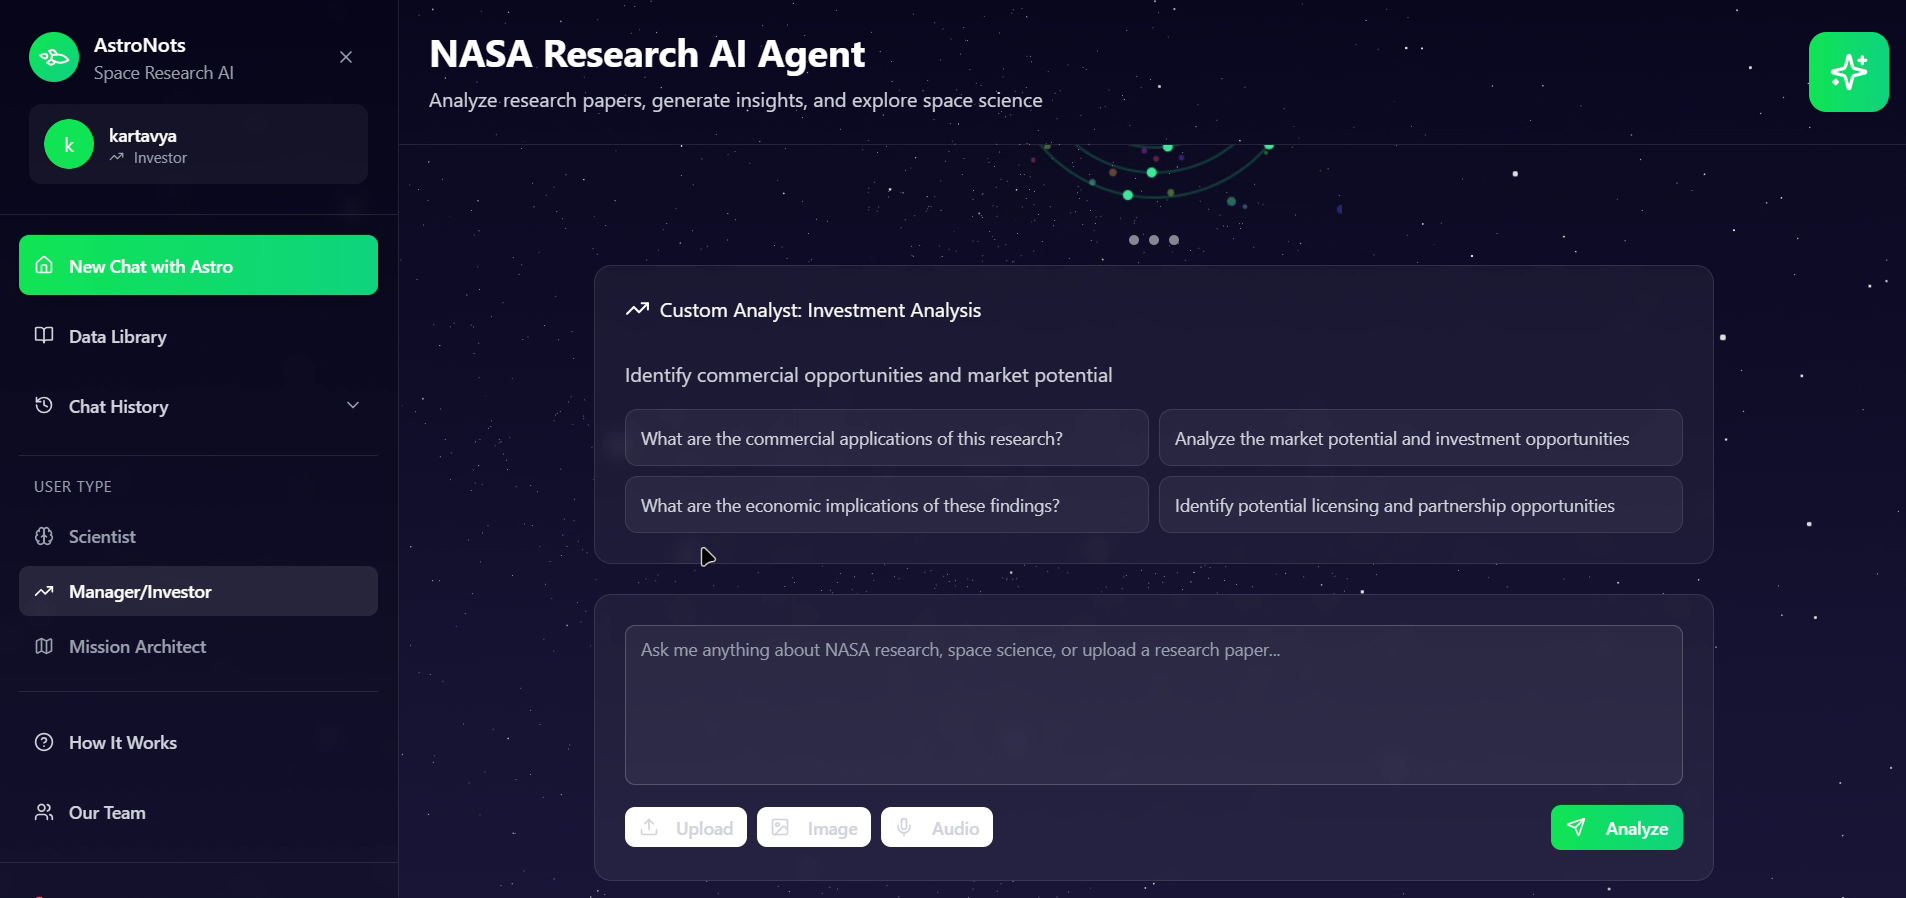 AstroNots
Space Research AI
k
kartavya
Investor
New Chat with Astro
Data Library
Chat History
USER TYPE
Scientist
Manager/Investor
Mission Architect
How It Works
Our Team
NASA Research AI Agent
Analyze research papers, generate insights, and explore space science
Custom Analyst: Investment Analysis
Identify commercial opportunities and market potential
What are the commercial applications of this research?
Analyze the market potential and investment opportunities
What are the economic implications of these findings?
Identify potential licensing and partnership opportunities
Ask me anything about NASA research, space science, or upload a research paper...
Upload
Image
Audio
Analyze